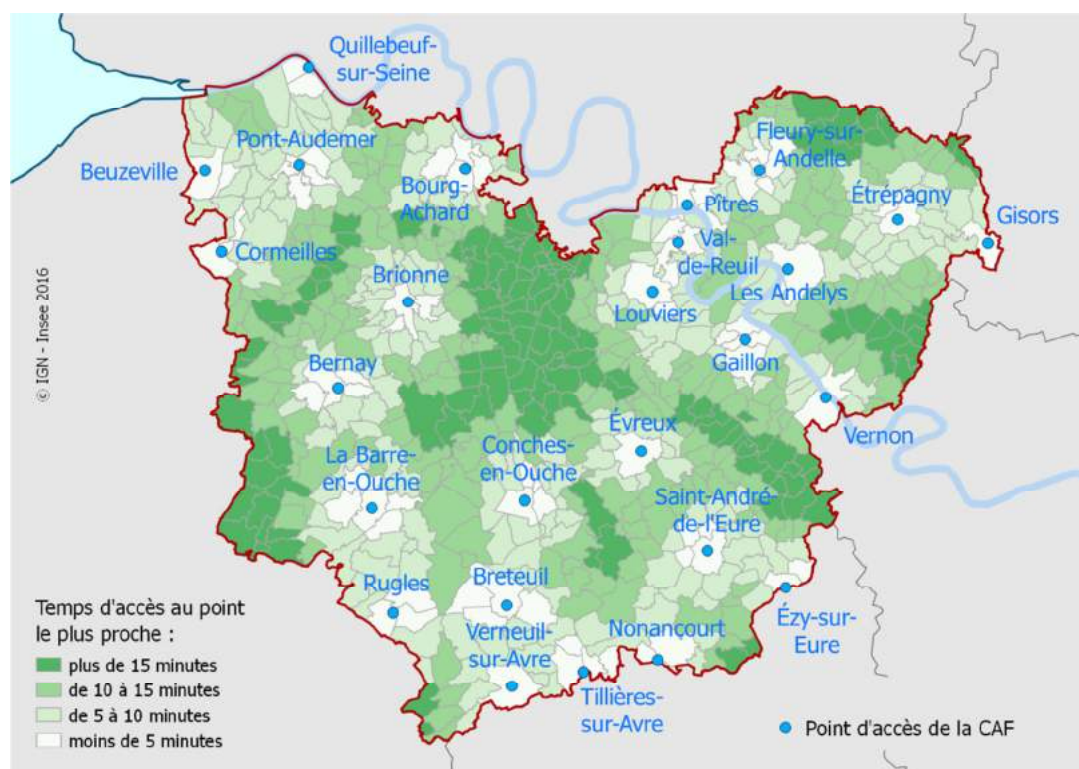 Quillebeuf-
sur-Seine
Pont-Audemer
Beuzeville
Bourg-
Achard
Fleury-sur-
Andelle
Étrépagny
Pîtres
Gisors
Cormeilles
Val-
de-Reuil
Brionne
Les Andelys
Louviers
Gaillon
Bernay
Vernon
Évreux
La Barre-
en-Ouche
Conches-
en-Ouche
Saint-André-
de-l'Eure
Rugles
Breteuil
Ézy-sur-
Eure
Verneuil-
sur-Avre
Nonancourt
Tillières-
sur-Avre
© IGN - Insee 2016
Temps d'accès au point
le plus proche :
plus de 15 minutes
de 10 à 15 minutes
de 5 à 10 minutes
moins de 5 minutes
Point d'accès de la CAF